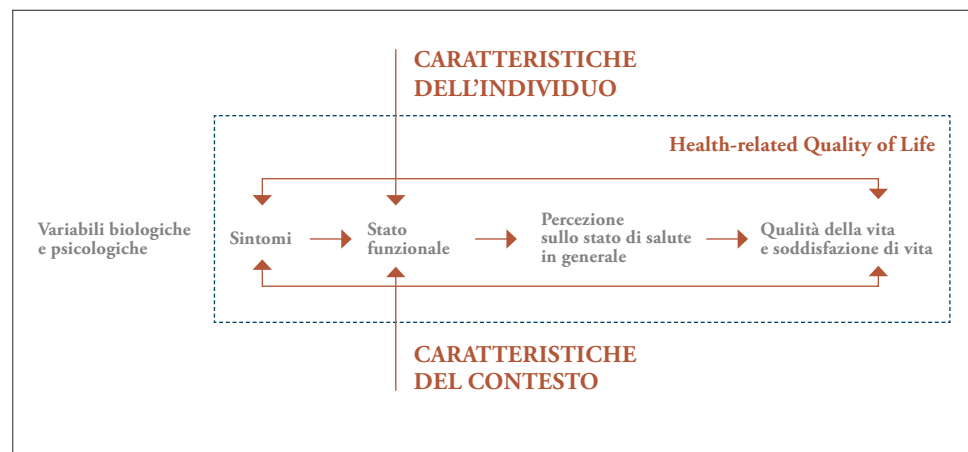 CARATTERISTICHE
DELL’INDIVIDUO
Health-related Quality of Life
Variabili biologiche
e psicologiche
Sintomi
Stato
funzionale
Percezione
sullo stato di salute
in generale
Qualità della vita
e soddisfazione di vita
CARATTERISTICHE
DEL CONTESTO